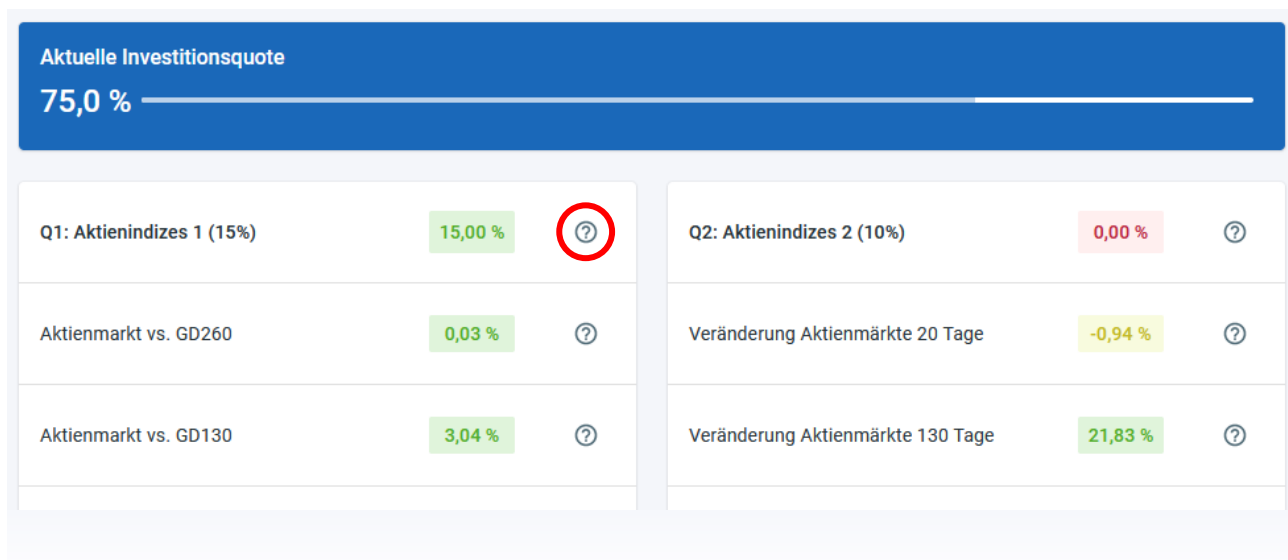 Aktuelle Investitionsquote
75,0 %
Q1: Aktienindizes 1 (15%) 15,00 % ?
Aktienmarkt vs. GD260 0,03 % ?
Aktienmarkt vs. GD130 3,04 % ?
Q2: Aktienindizes 2 (10%) 0,00 % ?
Veränderung Aktienmärkte 20 Tage -0,94 % ?
Veränderung Aktienmärkte 130 Tage 21,83 % ?